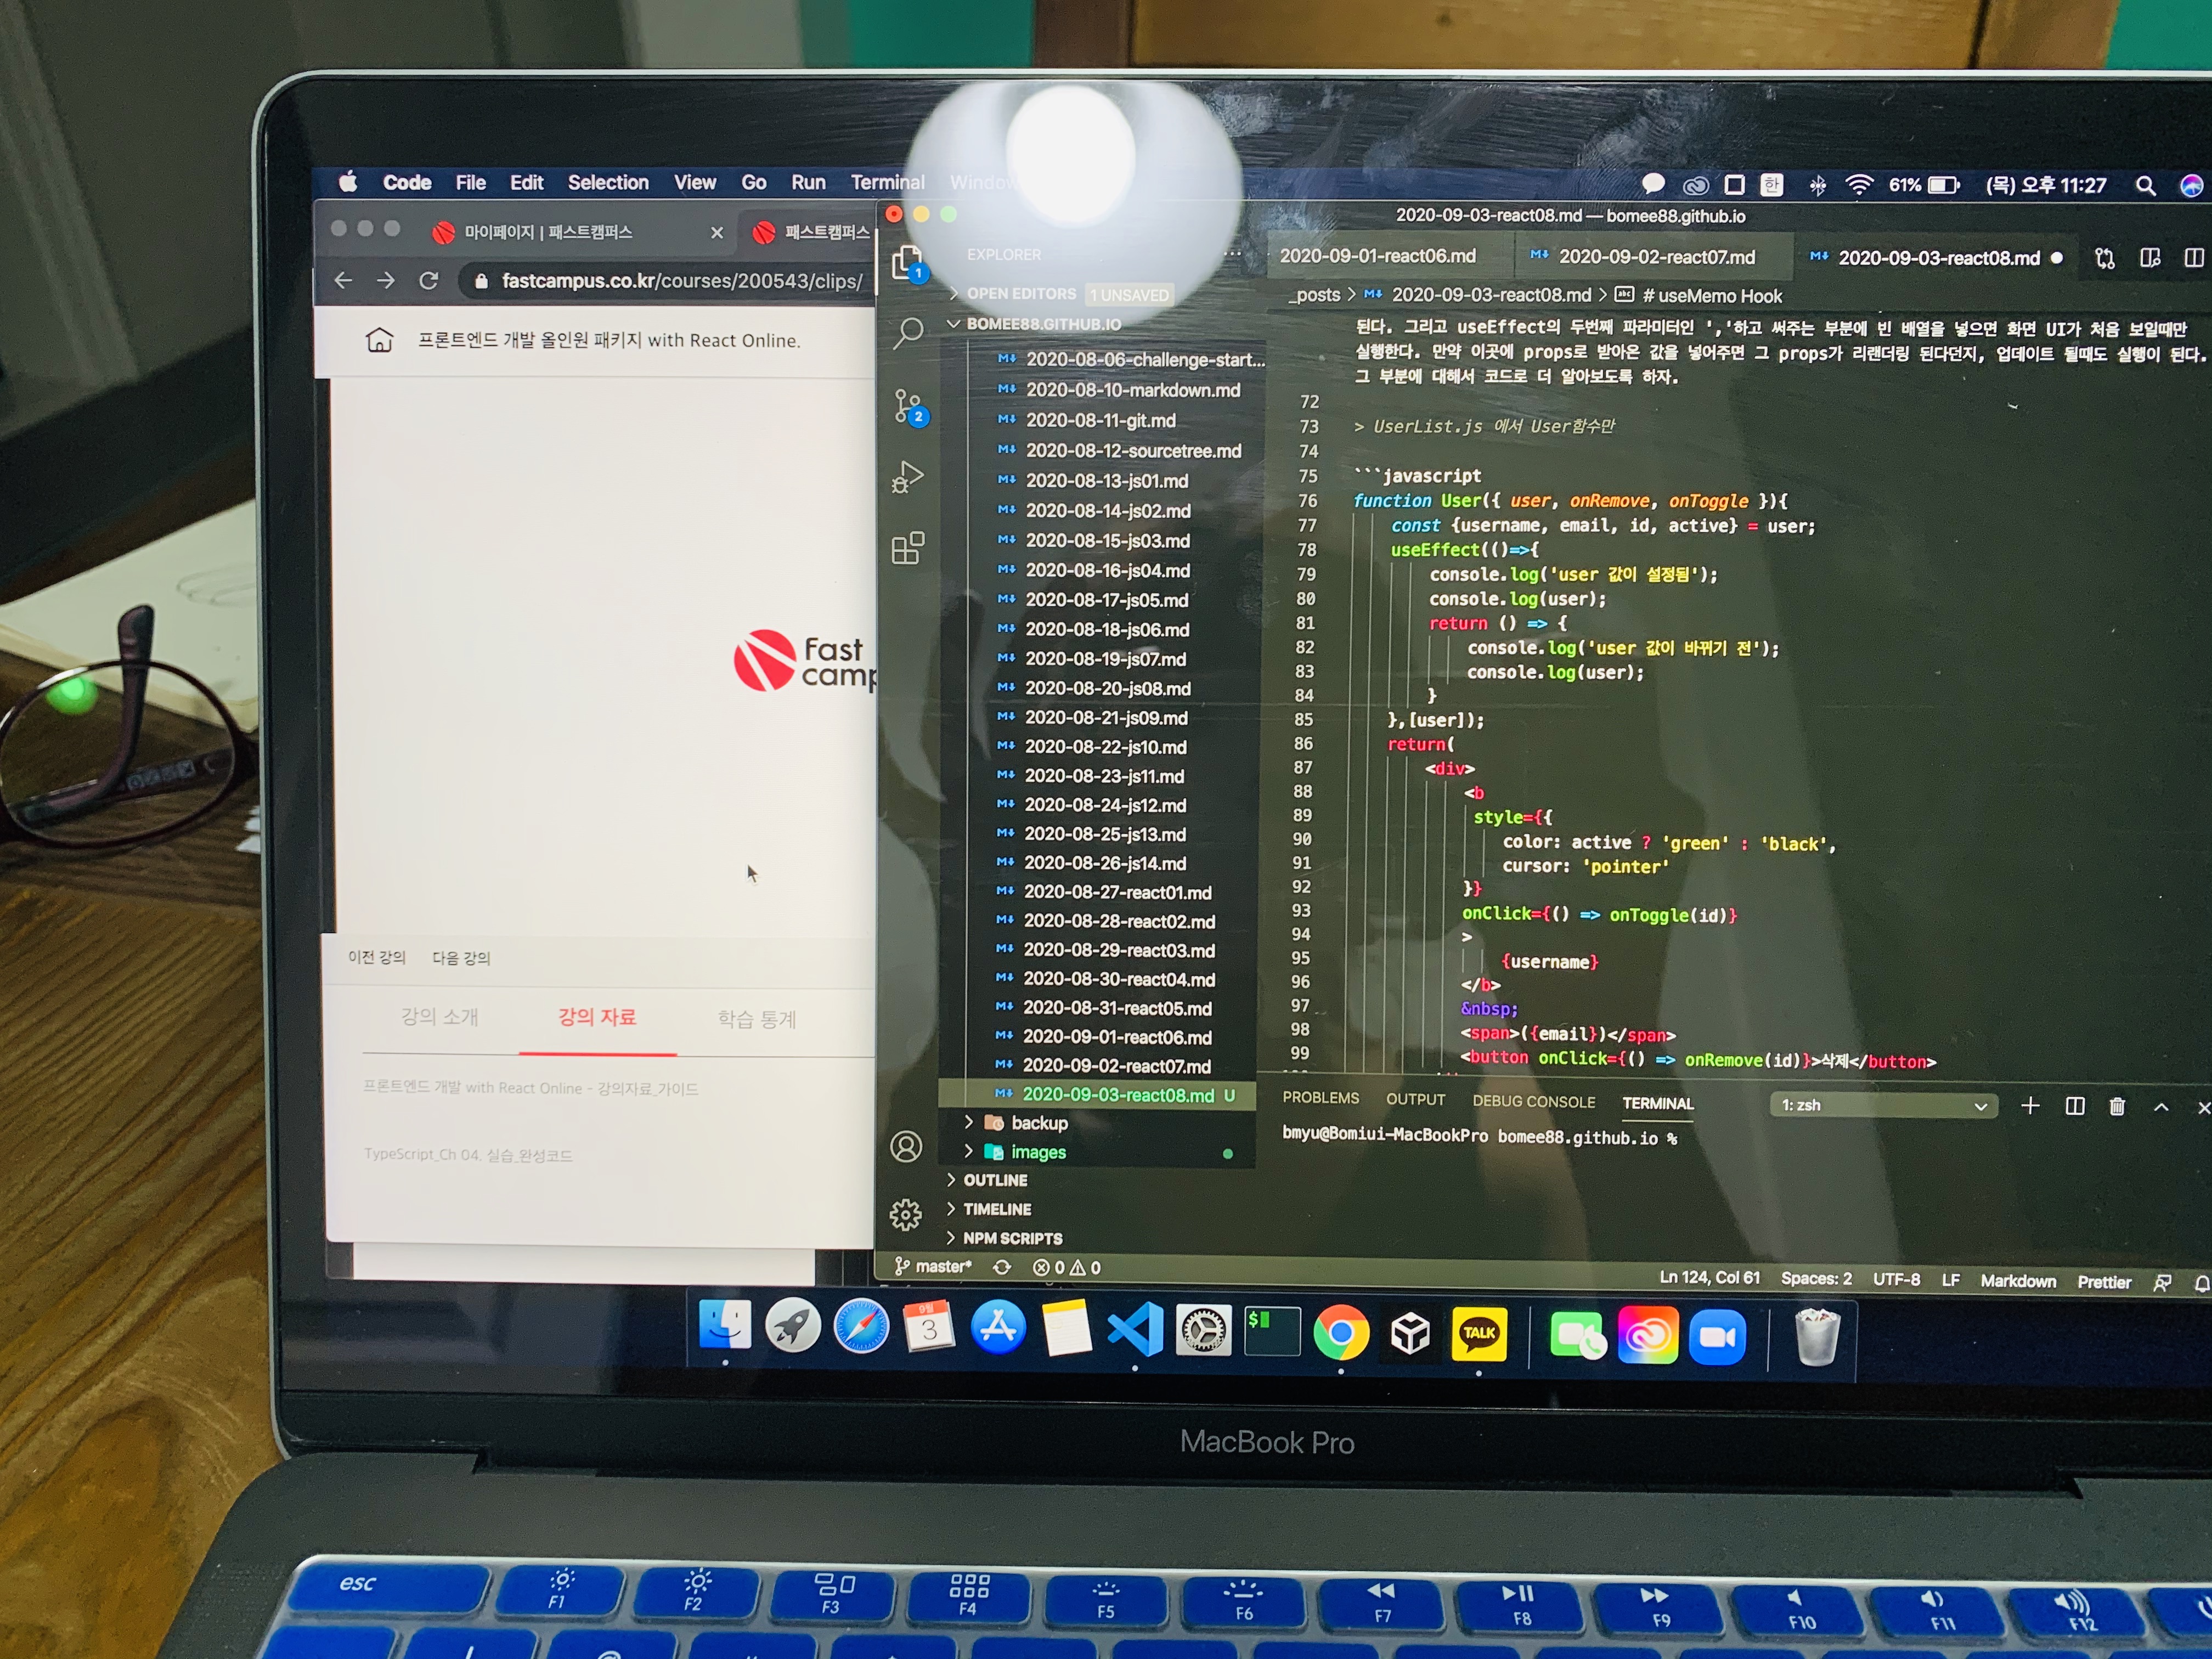 Code File Edit Selection View Go Run Terminal Window
한 61% (목) 오후 11:27
마이페이지 | 패스트캠퍼스
패스트캠퍼스
fastcampus.co.kr/courses/200543/clips/
프론트엔드 개발 올인원 패키지 with React Online.
Fast
camp
이전 강의 다음 강의
강의 소개 강의 자료 학습 통계
프론트엔드 개발 with React Online - 강의자료_가이드
TypeScript_Ch 04. 실습_완성코드
2020-09-03-react08.md — bomee88.github.io
1
2
EXPLORER
OPEN EDITORS 1 UNSAVED
BOMEE88.GITHUB.IO
2020-08-06-challenge-start...
2020-08-10-markdown.md
2020-08-11-git.md
2020-08-12-sourcetree.md
2020-08-13-js01.md
2020-08-14-js02.md
2020-08-15-js03.md
2020-08-16-js04.md
2020-08-17-js05.md
2020-08-18-js06.md
2020-08-19-js07.md
2020-08-20-js08.md
2020-08-21-js09.md
2020-08-22-js10.md
2020-08-23-js11.md
2020-08-24-js12.md
2020-08-25-js13.md
2020-08-26-js14.md
2020-08-27-react01.md
2020-08-28-react02.md
2020-08-29-react03.md
2020-08-30-react04.md
2020-08-31-react05.md
2020-09-01-react06.md
2020-09-02-react07.md
2020-09-03-react08.md U
backup
images
OUTLINE
TIMELINE
NPM SCRIPTS
2020-09-01-react06.md 2020-09-02-react07.md 2020-09-03-react08.md
_posts > 2020-09-03-react08.md > # useMemo Hook
된다. 그리고 useEffect의 두번째 파라미터인 ','하고 써주는 부분에 빈 배열을 넣으면 화면 UI가 처음 보일때만
실행한다. 만약 이곳에 props로 받아온 값을 넣어주면 그 props가 리랜더링 된다던지, 업데이트 될때도 실행이 된다.
그 부분에 대해서 코드로 더 알아보도록 하자.
72
73 > UserList.js 에서 User함수만
74
75 ```javascript
76 function User({ user, onRemove, onToggle }){
77 const {username, email, id, active} = user;
78 useEffect(()=>{
79 console.log('user 값이 설정됨');
80 console.log(user);
81 return () => {
82 console.log('user 값이 바뀌기 전');
83 console.log(user);
84 }
85 },[user]);
86 return(
87 <div>
88 <b
89 style={{
90 color: active ? 'green' : 'black',
91 cursor: 'pointer'
92 }}
93 onClick={() => onToggle(id)}
94 >
95 {username}
96 </b>
97 &nbsp;
98 <span>({email})</span>
99 <button onClick={() => onRemove(id)}>삭제</button>
PROBLEMS OUTPUT DEBUG CONSOLE TERMINAL 1: zsh
bmyu@Bomiui-MacBookPro bomee88.github.io %
master* 0 0 Ln 124, Col 61 Spaces: 2 UTF-8 LF Markdown Prettier
9월
3
$
TALK
MacBook Pro
esc F1 F2 F3 F4 F5 F6 F7 F8 F9 F10 F11 F12